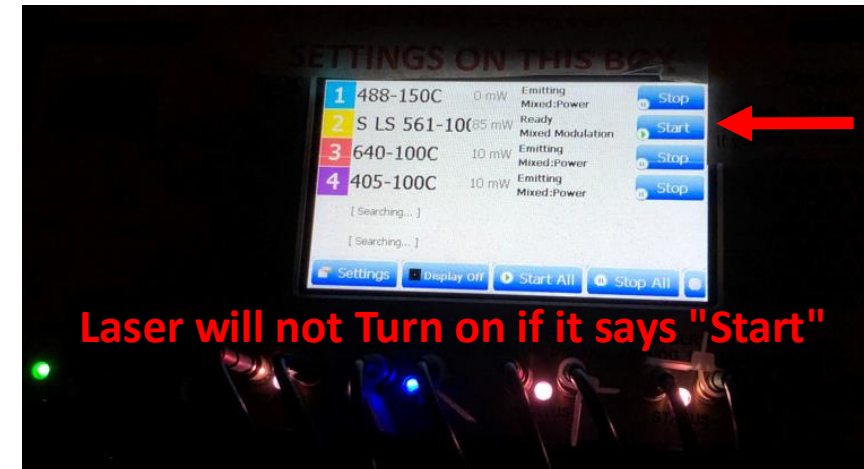 SETTINGS ON THIS BOX
1 488-150C 0 mW Emitting Mixed:Power Stop
2 S LS 561-10(85 mW Ready Mixed Modulation Start
3 640-100C 10 mW Emitting Mixed:Power Stop
4 405-100C 10 mW Emitting Mixed:Power Stop
[ Searching... ]
[ Searching... ]
Settings Display Off Start All Stop All
Laser will not Turn on if it says "Start"